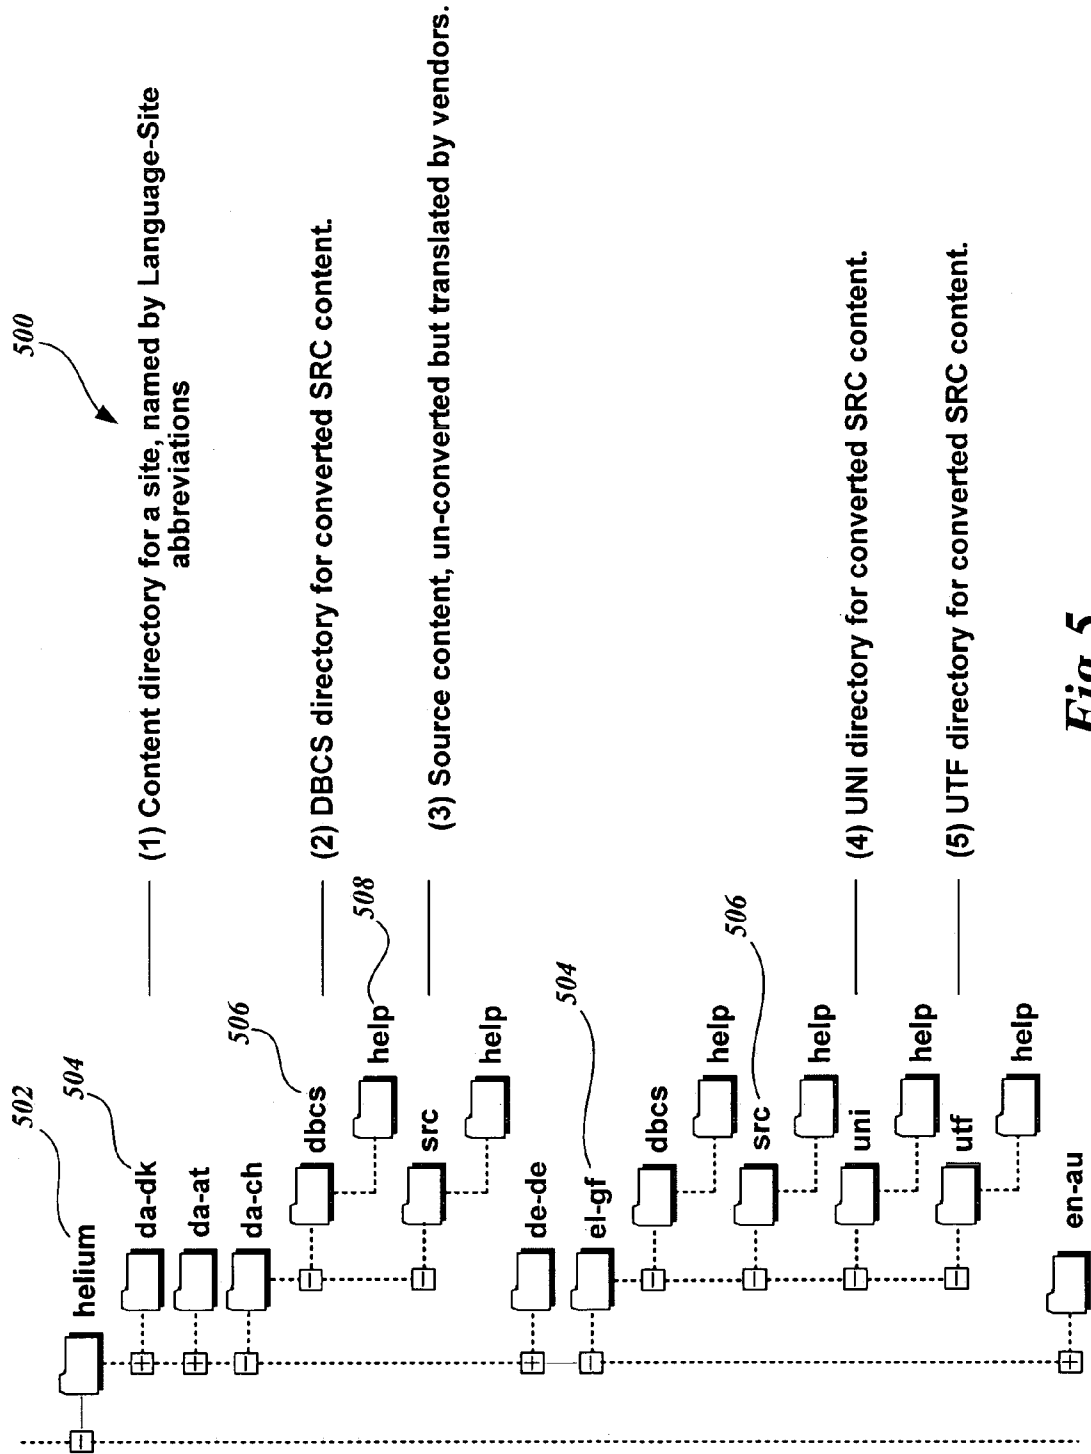 500
502
helium
504
da-dk
(1) Content directory for a site, named by Language-Site
abbreviations
da-at
da-ch
506
dbcs
(2) DBCS directory for converted SRC content.
508
help
src
(3) Source content, un-converted but translated by vendors.
help
de-de
504
el-gf
dbcs
help
506
src
help
uni
(4) UNI directory for converted SRC content.
help
utf
(5) UTF directory for converted SRC content.
help
en-au
Fig. 5